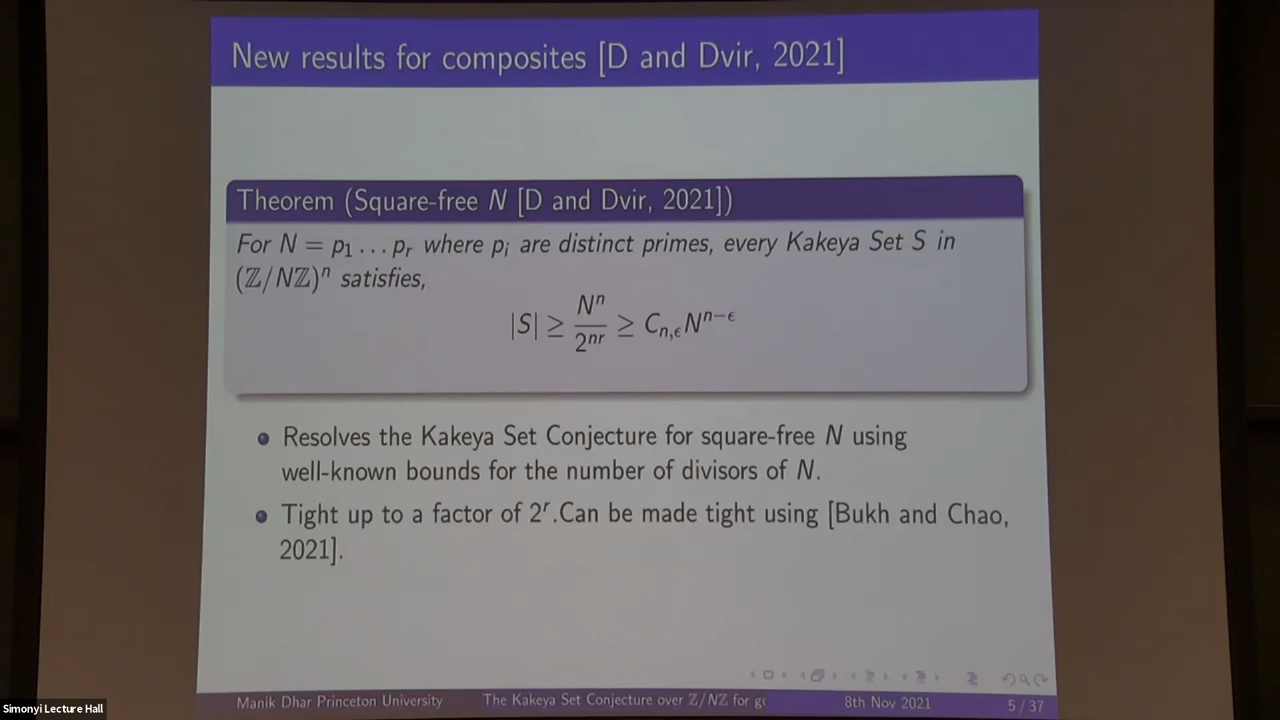 New results for composites [D and Dvir, 2021]
Theorem (Square-free N [D and Dvir, 2021])
For N = p₁ … pᵣ where pᵢ are distinct primes, every Kakeya Set S in
(ℤ/Nℤ)ⁿ satisfies,
|S| ≥ Nⁿ/2ⁿʳ ≥ C_{n,ϵ}N^{n−ϵ}
Resolves the Kakeya Set Conjecture for square-free N using
well-known bounds for the number of divisors of N.
Tight up to a factor of 2ʳ.Can be made tight using [Bukh and Chao,
2021].
Manik Dhar Princeton University
The Kakeya Set Conjecture over ℤ/Nℤ for ge
8th Nov 2021
5 / 37
Simonyi Lecture Hall